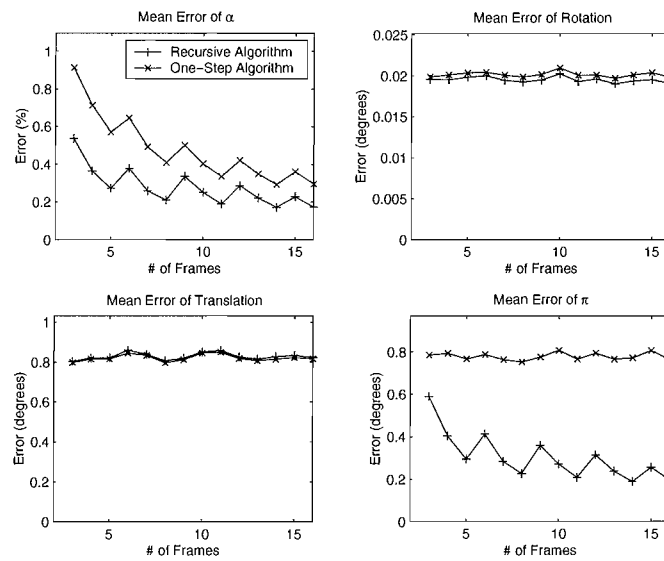 Mean Error of α
1
0.8
0.6
0.4
0.2
0
Error (%)
5
10
15
# of Frames
Recursive Algorithm
One-Step Algorithm
Mean Error of Rotation
0.025
0.02
0.015
0.01
0.005
0
Error (degrees)
5
10
15
# of Frames
Mean Error of Translation
1
0.8
0.6
0.4
0.2
0
Error (degrees)
5
10
15
# of Frames
Mean Error of π
0.8
0.6
0.4
0.2
0
Error (degrees)
5
10
15
# of Frames